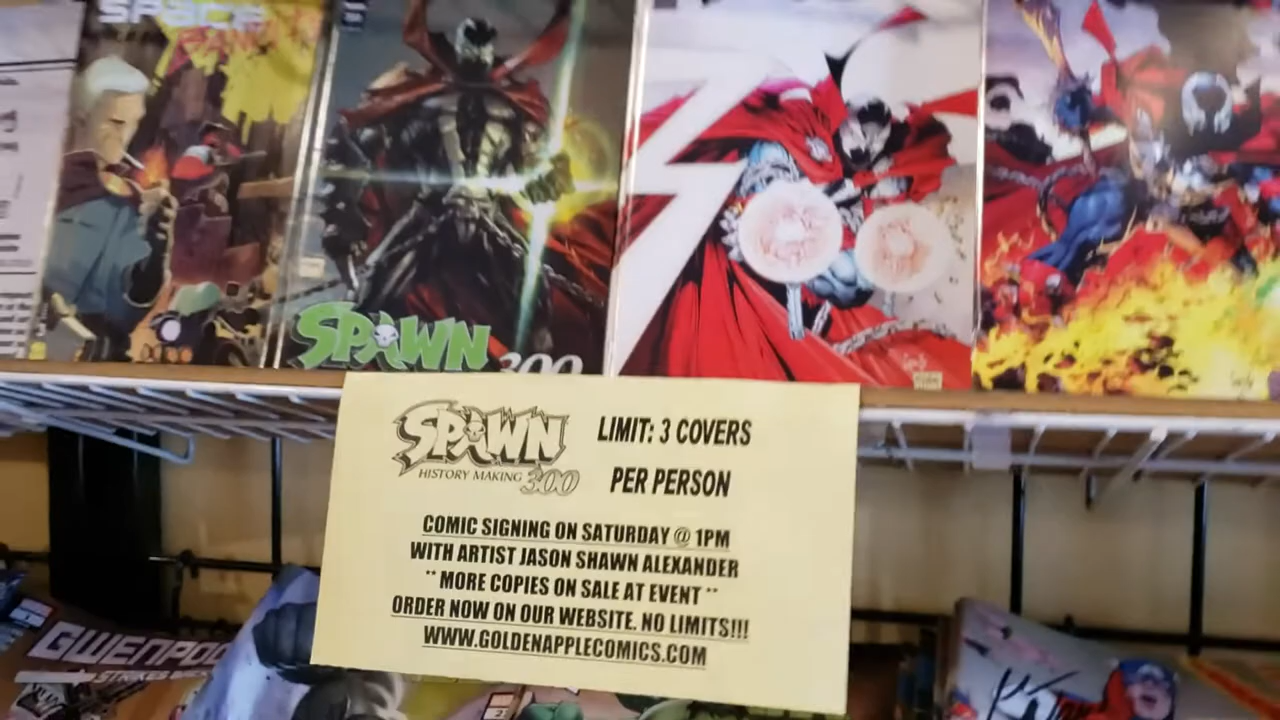 SPACE
SPAWN
300
SPAWN
HISTORY MAKING 300
LIMIT: 3 COVERS
PER PERSON
COMIC SIGNING ON SATURDAY @ 1PM
WITH ARTIST JASON SHAWN ALEXANDER
** MORE COPIES ON SALE AT EVENT **
ORDER NOW ON OUR WEBSITE. NO LIMITS!!!
WWW.GOLDENAPPLECOMICS.COM
GWENPOO
STRIKES